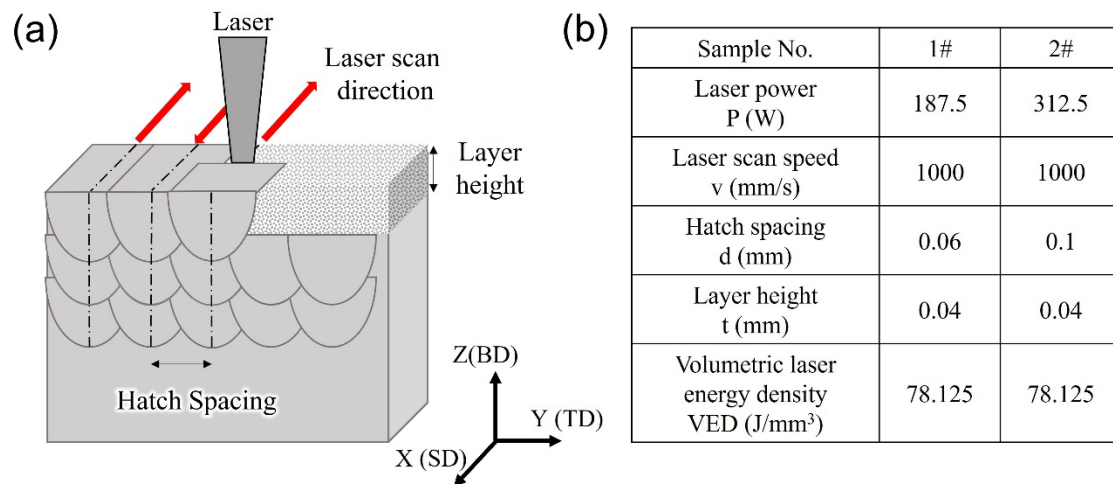 (a)
Laser
Laser scan
direction
Layer
height
Hatch Spacing
Z(BD)
Y (TD)
X (SD)
(b)
Sample No. 1# 2#
Laser power
P (W) 187.5 312.5
Laser scan speed
v (mm/s) 1000 1000
Hatch spacing
d (mm) 0.06 0.1
Layer height
t (mm) 0.04 0.04
Volumetric laser
energy density
VED (J/mm³) 78.125 78.125